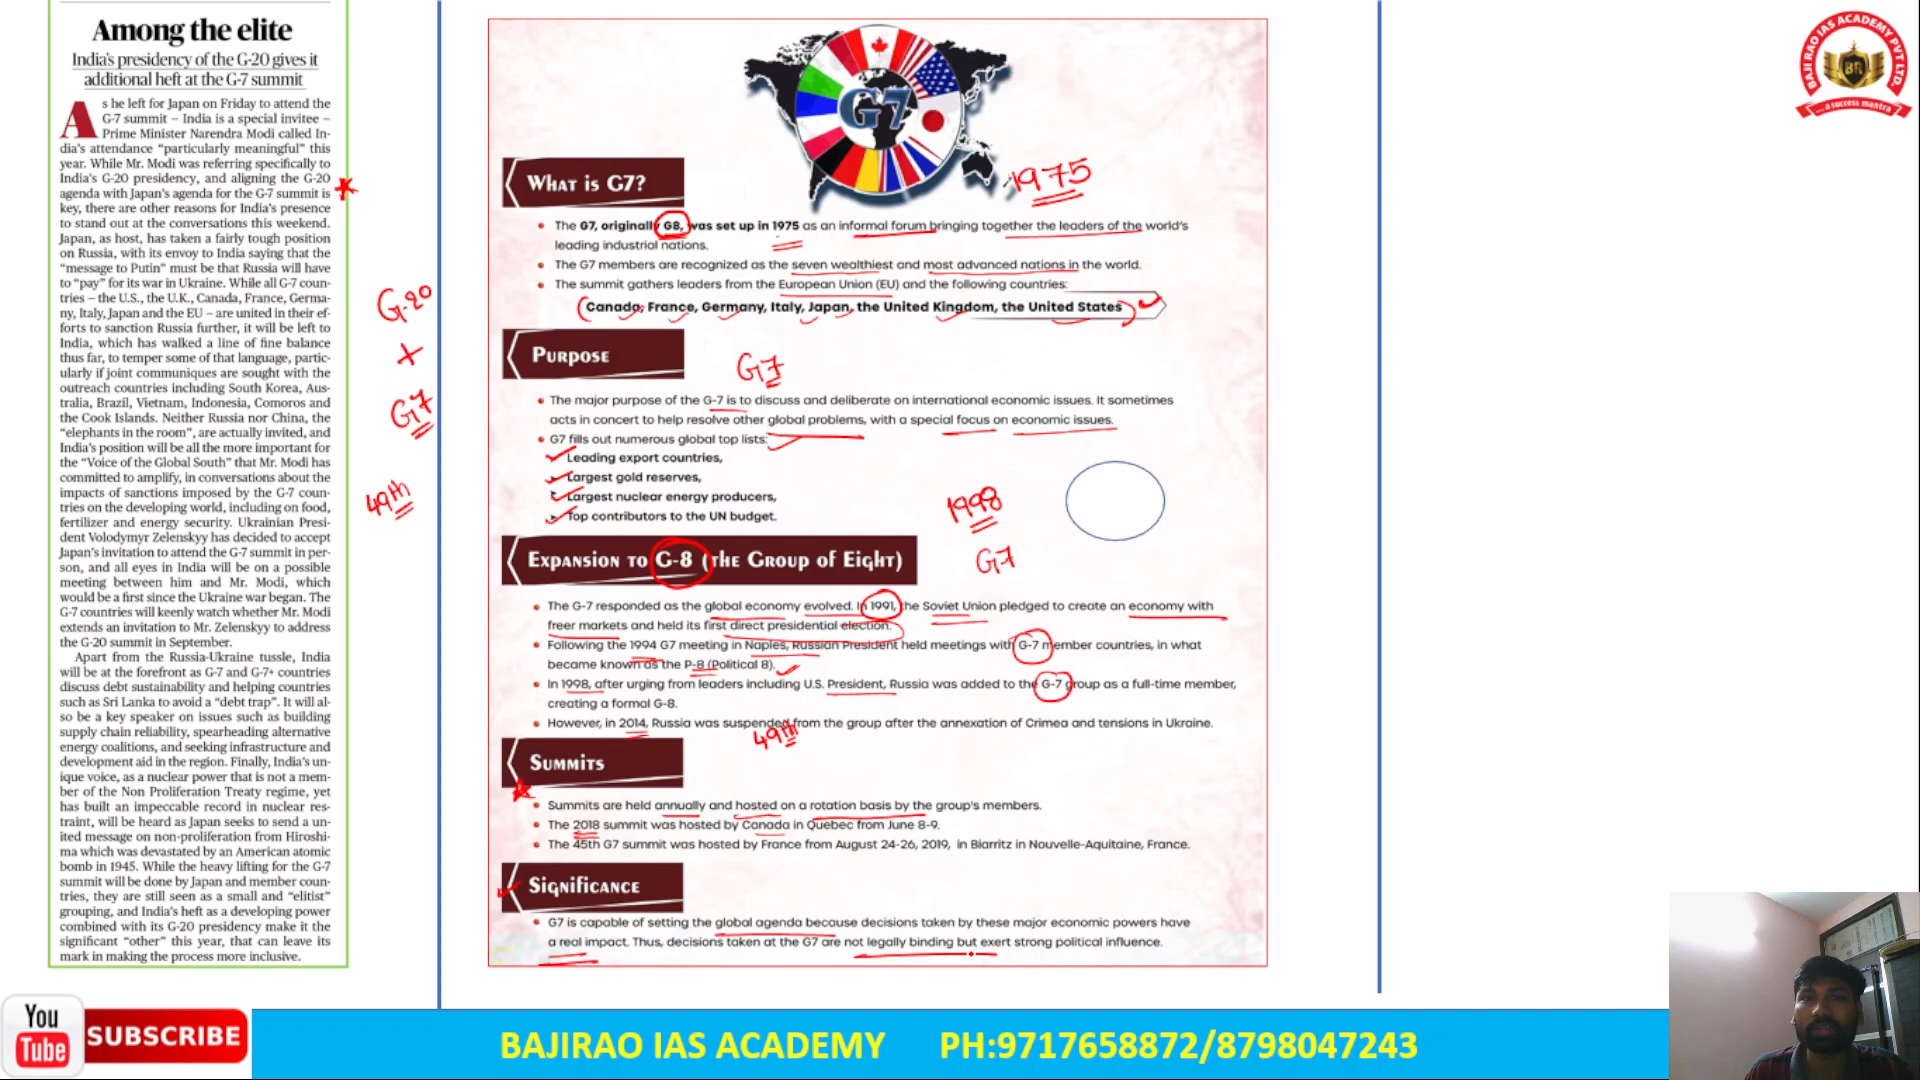 Among the elite
India's presidency of the G-20 gives it
additional heft at the G-7 summit
As he left for Japan on Friday to attend the
G-7 summit – India is a special invitee –
Prime Minister Narendra Modi called In-
dia's attendance “particularly meaningful” this
year. While Mr. Modi was referring specifically to
India's G-20 presidency, and aligning the G-20
agenda with Japan's agenda for the G-7 summit is
key, there are other reasons for India's presence
to stand out at the conversations this weekend.
Japan, as host, has taken a fairly tough position
on Russia, with its envoy to India saying that the
“message to Putin” must be that Russia will have
to “pay” for its war in Ukraine. While all G-7 coun-
tries – the U.S., the U.K., Canada, France, Germa-
ny, Italy, Japan and the EU – are united in their ef-
forts to sanction Russia further, it will be left to
India, which has walked a line of fine balance
thus far, to temper some of that language, partic-
ularly if joint communiques are sought with the
outreach countries including South Korea, Aus-
tralia, Brazil, Vietnam, Indonesia, Comoros and
the Cook Islands. Neither Russia nor China, the
“elephants in the room”, are actually invited, and
India's position will be all the more important for
the “Voice of the Global South” that Mr. Modi has
committed to amplify, in conversations about the
impacts of sanctions imposed by the G-7 coun-
tries on the developing world, including on food,
fertilizer and energy security. Ukrainian Presi-
dent Volodymyr Zelenskyy has decided to accept
Japan's invitation to attend the G-7 summit in per-
son, and all eyes in India will be on a possible
meeting between him and Mr. Modi, which
would be a first since the Ukraine war began. The
G-7 countries will keenly watch whether Mr. Modi
extends an invitation to Mr. Zelenskyy to address
the G-20 summit in September.
Apart from the Russia-Ukraine tussle, India
will be at the forefront as G-7 and G-7+ countries
discuss debt sustainability and helping countries
such as Sri Lanka to avoid a “debt trap”. It will al-
so be a key speaker on issues such as building
supply chain reliability, spearheading alternative
energy coalitions, and seeking infrastructure and
development aid in the region. Finally, India's un-
ique voice, as a nuclear power that is not a mem-
ber of the Non Proliferation Treaty regime, yet
has built an impeccable record in nuclear res-
traint, will be heard as Japan seeks to send a un-
ited message on non-proliferation from Hiroshi-
ma which was devastated by an American atomic
bomb in 1945. While the heavy lifting for the G-7
summit will be done by Japan and member coun-
tries, they are still seen as a small and “elitist”
grouping, and India's heft as a developing power
combined with its G-20 presidency make it the
significant “other” this year, that can leave its
mark in making the process more inclusive.
G-20
+
G7
49th
G7
1975
WHAT IS G7?
The G7, originally G8, was set up in 1975 as an informal forum bringing together the leaders of the world's
leading industrial nations.
The G7 members are recognized as the seven wealthiest and most advanced nations in the world.
The summit gathers leaders from the European Union (EU) and the following countries:
Canada, France, Germany, Italy, Japan, the United Kingdom, the United States
PURPOSE
G7
The major purpose of the G-7 is to discuss and deliberate on international economic issues. It sometimes
acts in concert to help resolve other global problems, with a special focus on economic issues.
G7 fills out numerous global top lists:
Leading export countries,
Largest gold reserves,
Largest nuclear energy producers,
Top contributors to the UN budget.
1998
G7
EXPANSION TO G-8 (THE GROUP OF EIGHT)
The G-7 responded as the global economy evolved. In 1991, the Soviet Union pledged to create an economy with
freer markets and held its first direct presidential election.
Following the 1994 G7 meeting in Naples, Russian President held meetings with G-7 member countries, in what
became known as the P-8 (Political 8).
In 1998, after urging from leaders including U.S. President, Russia was added to the G-7 group as a full-time member,
creating a formal G-8.
However, in 2014, Russia was suspended from the group after the annexation of Crimea and tensions in Ukraine.
49th
SUMMITS
Summits are held annually and hosted on a rotation basis by the group's members.
The 2018 summit was hosted by Canada in Quebec from June 8-9.
The 45th G7 summit was hosted by France from August 24-26, 2019, in Biarritz in Nouvelle-Aquitaine, France.
SIGNIFICANCE
G7 is capable of setting the global agenda because decisions taken by these major economic powers have
a real impact. Thus, decisions taken at the G7 are not legally binding but exert strong political influence.
BAJI RAO IAS ACADEMY PVT LTD.
BR
...a success mantra
You
Tube
SUBSCRIBE
BAJIRAO IAS ACADEMY PH:9717658872/8798047243